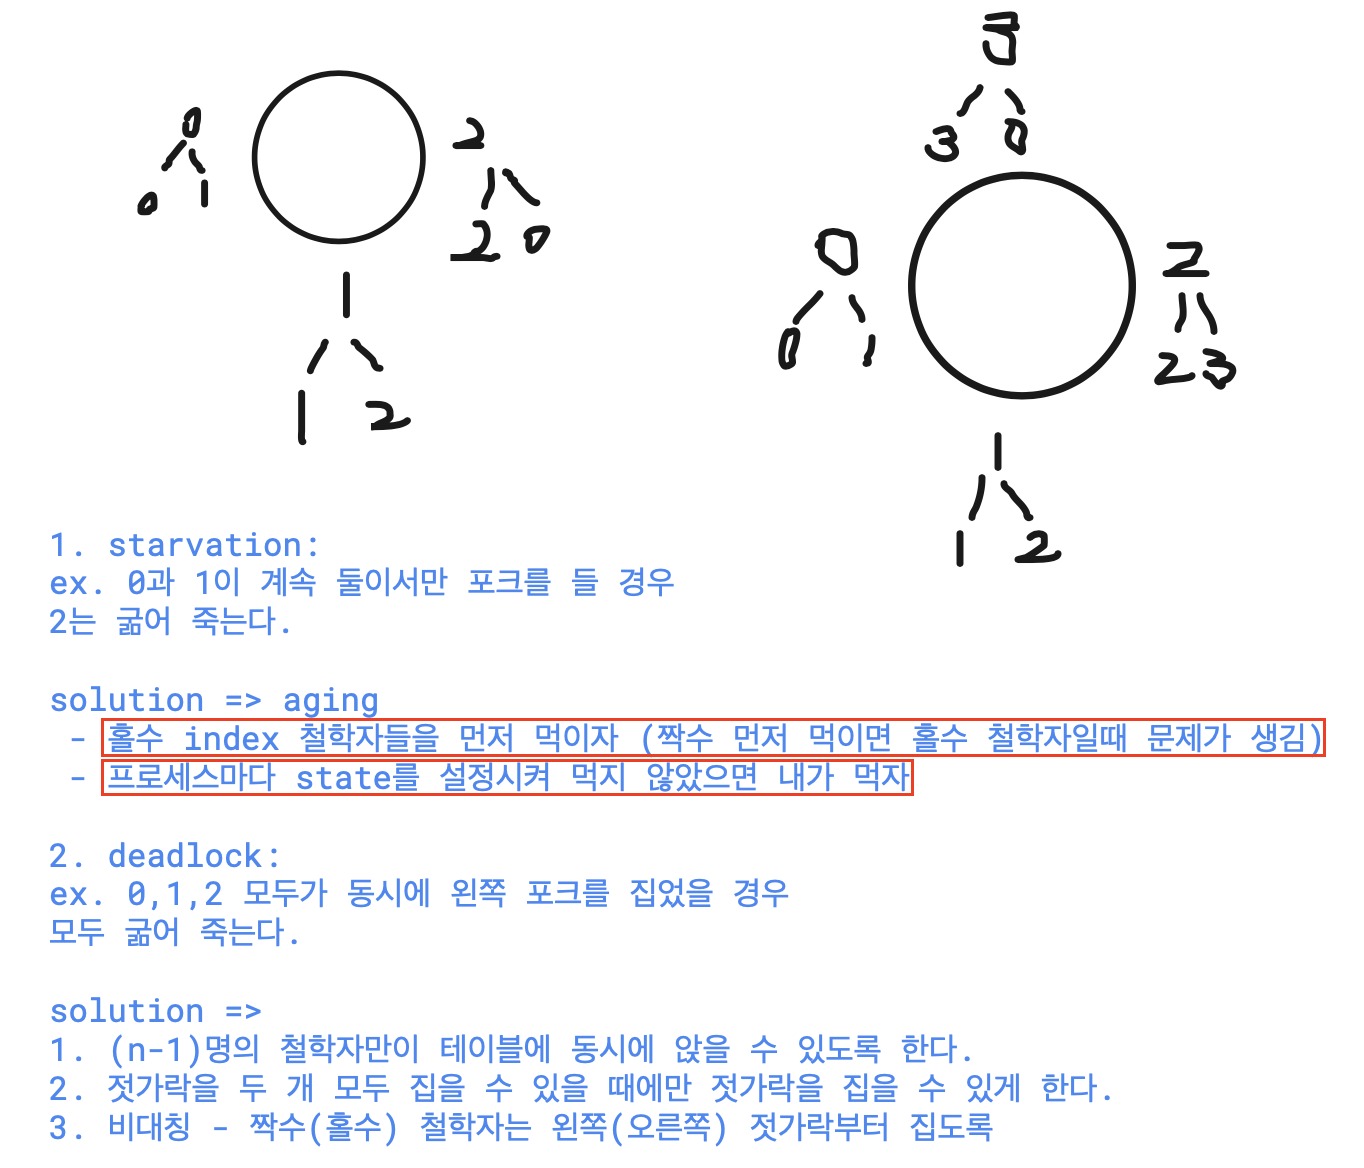 0
0 1
2
2 0
1
1 2
3
3 0
0
0 1
2
2 3
1
1 2
1. starvation:
ex. 0과 1이 계속 둘이서만 포크를 들 경우
2는 굶어 죽는다.
solution => aging
- 홀수 index 철학자들을 먼저 먹이자 (짝수 먼저 먹이면 홀수 철학자일때 문제가 생김)
- 프로세스마다 state를 설정시켜 먹지 않았으면 내가 먹자
2. deadlock:
ex. 0,1,2 모두가 동시에 왼쪽 포크를 집었을 경우
모두 굶어 죽는다.
solution =>
1. (n-1)명의 철학자만이 테이블에 동시에 앉을 수 있도록 한다.
2. 젓가락을 두 개 모두 집을 수 있을 때에만 젓가락을 집을 수 있게 한다.
3. 비대칭 - 짝수(홀수) 철학자는 왼쪽(오른쪽) 젓가락부터 집도록